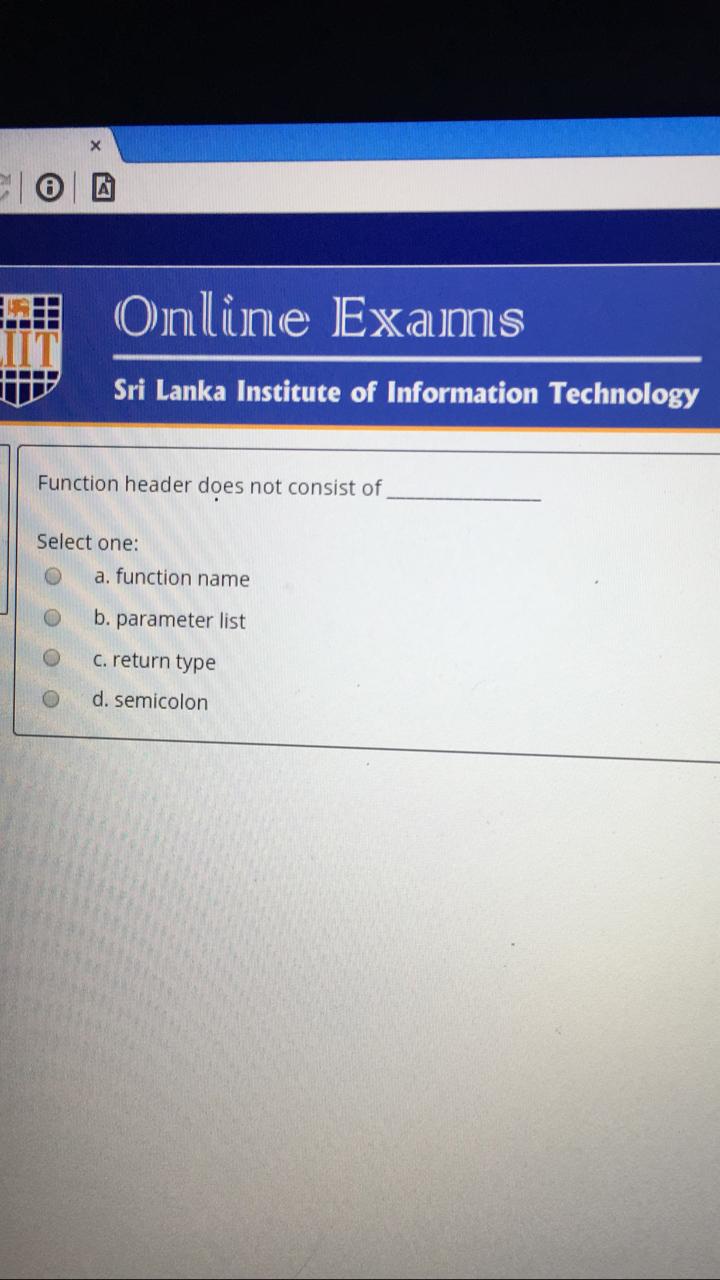 Online Exams
IIT
Sri Lanka Institute of Information Technology
Function header does not consist of ______________
Select one:
a. function name
b. parameter list
c. return type
d. semicolon